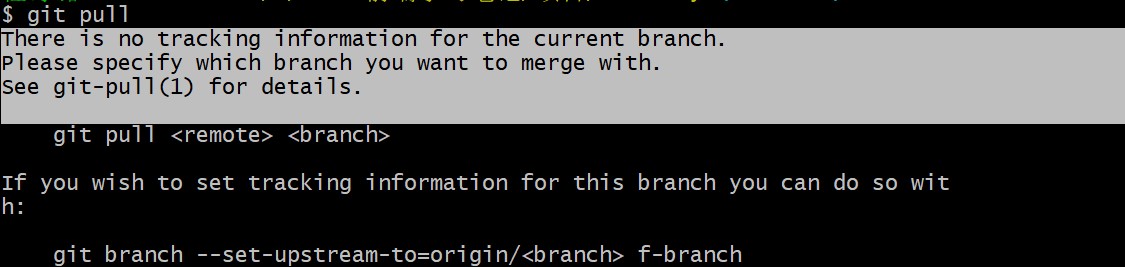 $ git pull
There is no tracking information for the current branch.
Please specify which branch you want to merge with.
See git-pull(1) for details.
git pull <remote> <branch>
If you wish to set tracking information for this branch you can do so wit
h:
git branch --set-upstream-to=origin/<branch> f-branch